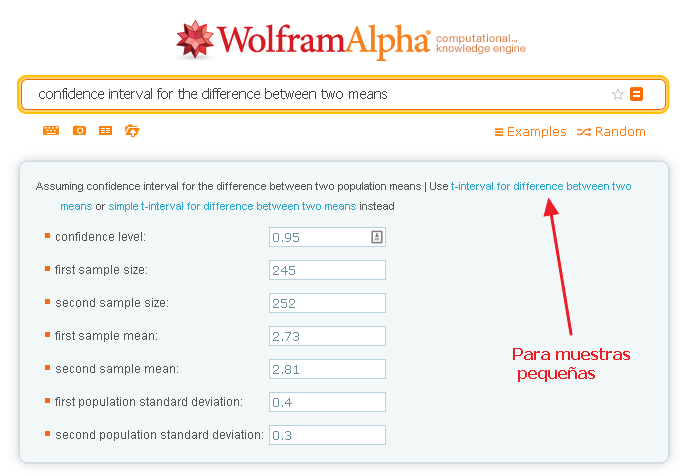 WolframAlpha® computational... knowledge engine
confidence interval for the difference between two means
Examples Random
Assuming confidence interval for the difference between two population means | Use t-interval for difference between two
means or simple t-interval for difference between two means instead
confidence level: 0.95
first sample size: 245
second sample size: 252
first sample mean: 2.73
second sample mean: 2.81
first population standard deviation: 0.4
second population standard deviation: 0.3
Para muestras
pequeñas